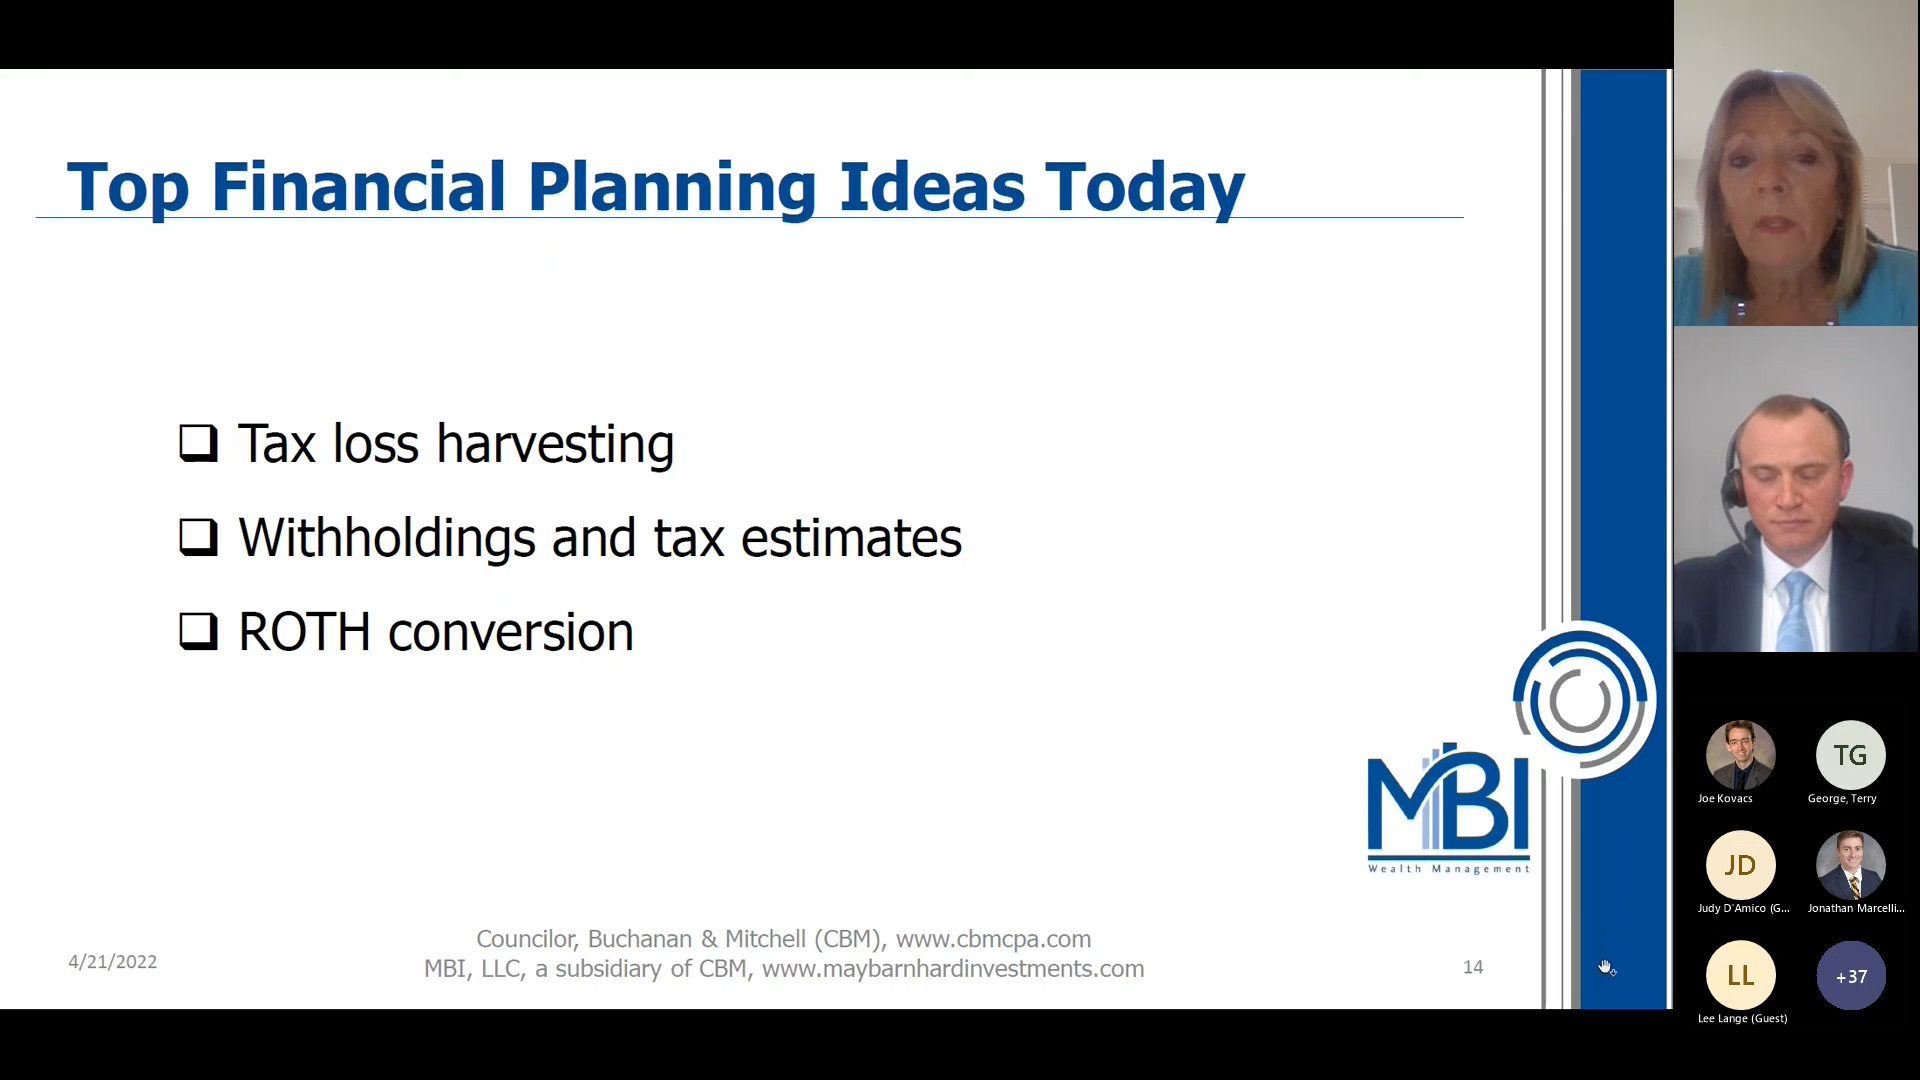 Top Financial Planning Ideas Today
Tax loss harvesting
Withholdings and tax estimates
ROTH conversion
MBI
Wealth Management
Councilor, Buchanan & Mitchell (CBM), www.cbmcpa.com
MBI, LLC, a subsidiary of CBM, www.maybarnhardinvestments.com
4/21/2022
14
TG
Joe Kovacs
George, Terry
JD
Judy D'Amico (G...
Jonathan Marcelli...
LL
+37
Lee Lange (Guest)